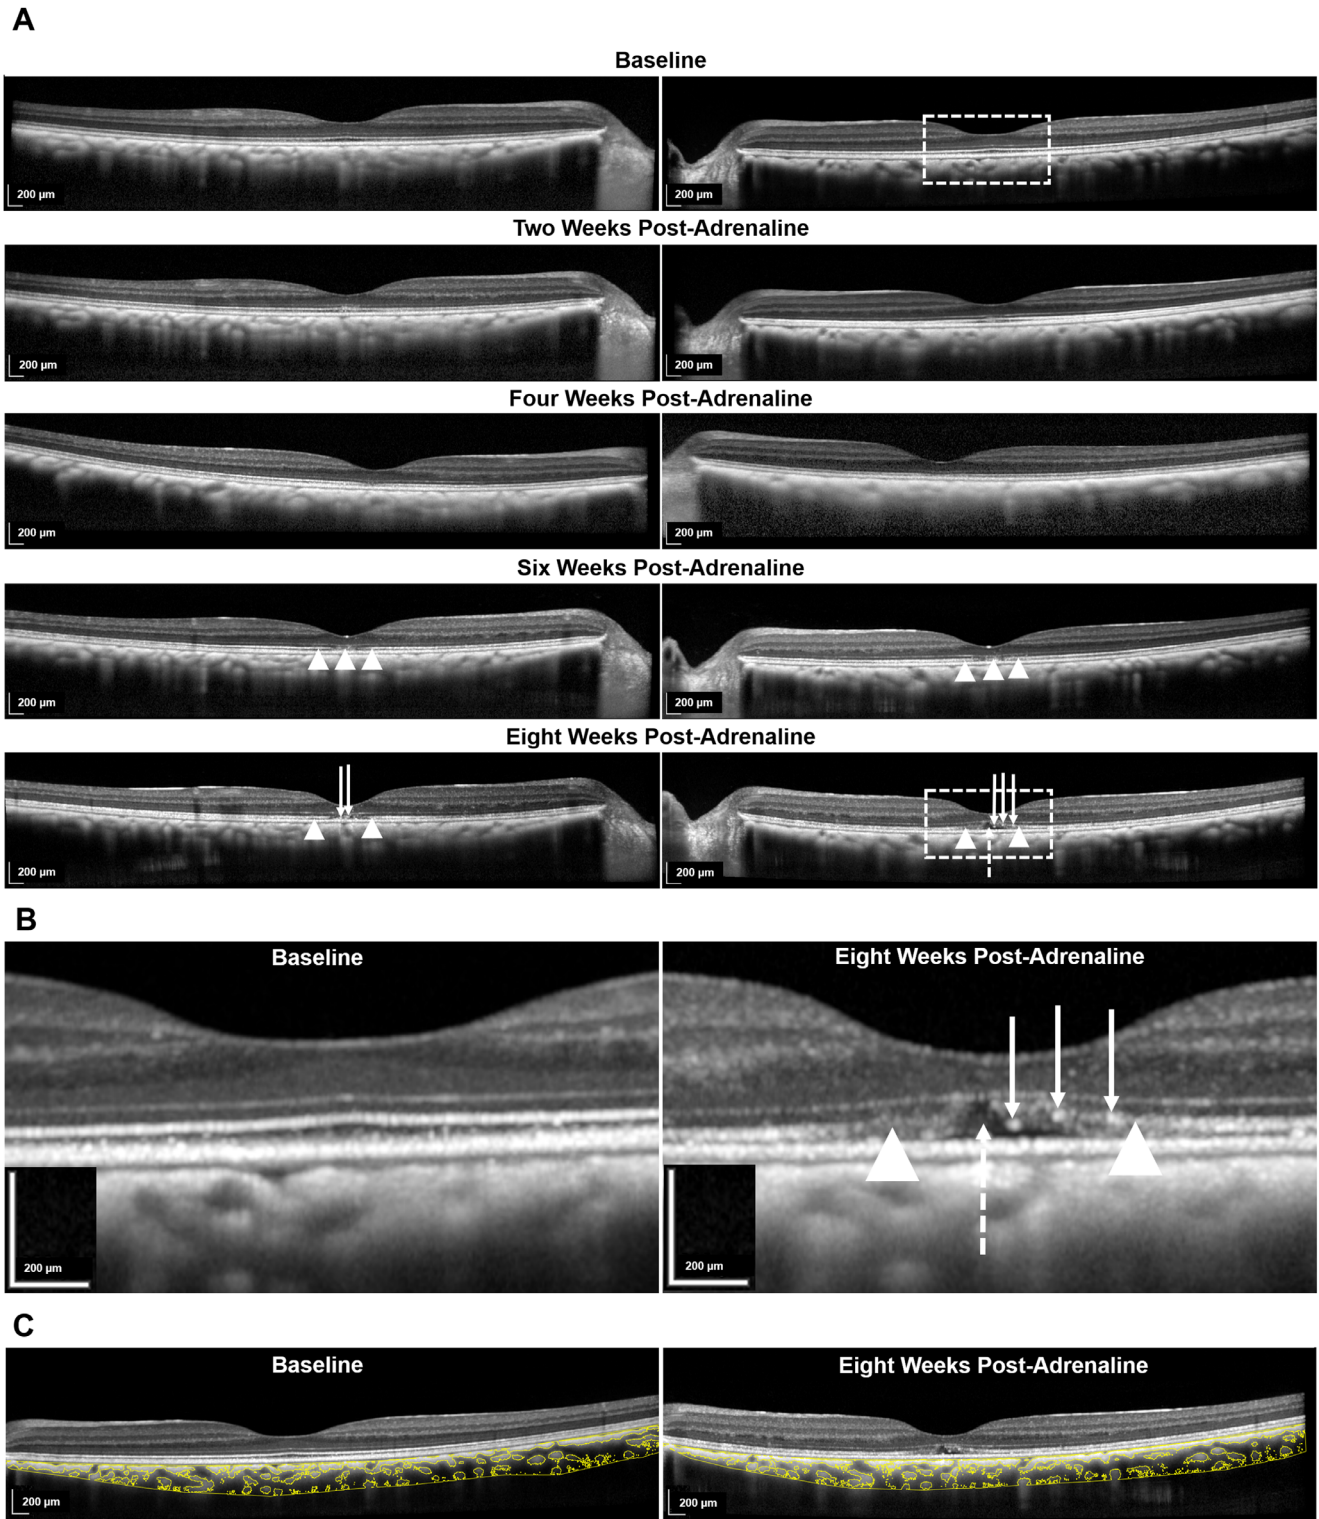 A
Baseline
200 µm
200 µm
Two Weeks Post-Adrenaline
200 µm
200 µm
Four Weeks Post-Adrenaline
200 µm
200 µm
Six Weeks Post-Adrenaline
200 µm
200 µm
Eight Weeks Post-Adrenaline
200 µm
200 µm
B
Baseline
Eight Weeks Post-Adrenaline
200 µm
200 µm
C
Baseline
Eight Weeks Post-Adrenaline
200 µm
200 µm